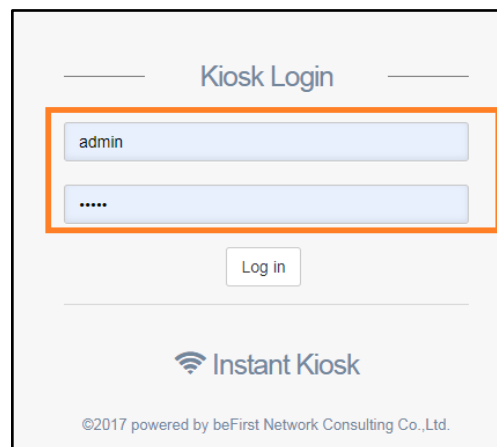 Kiosk Login
admin
•••••
Log in
Instant Kiosk
©2017 powered by beFirst Network Consulting Co.,Ltd.